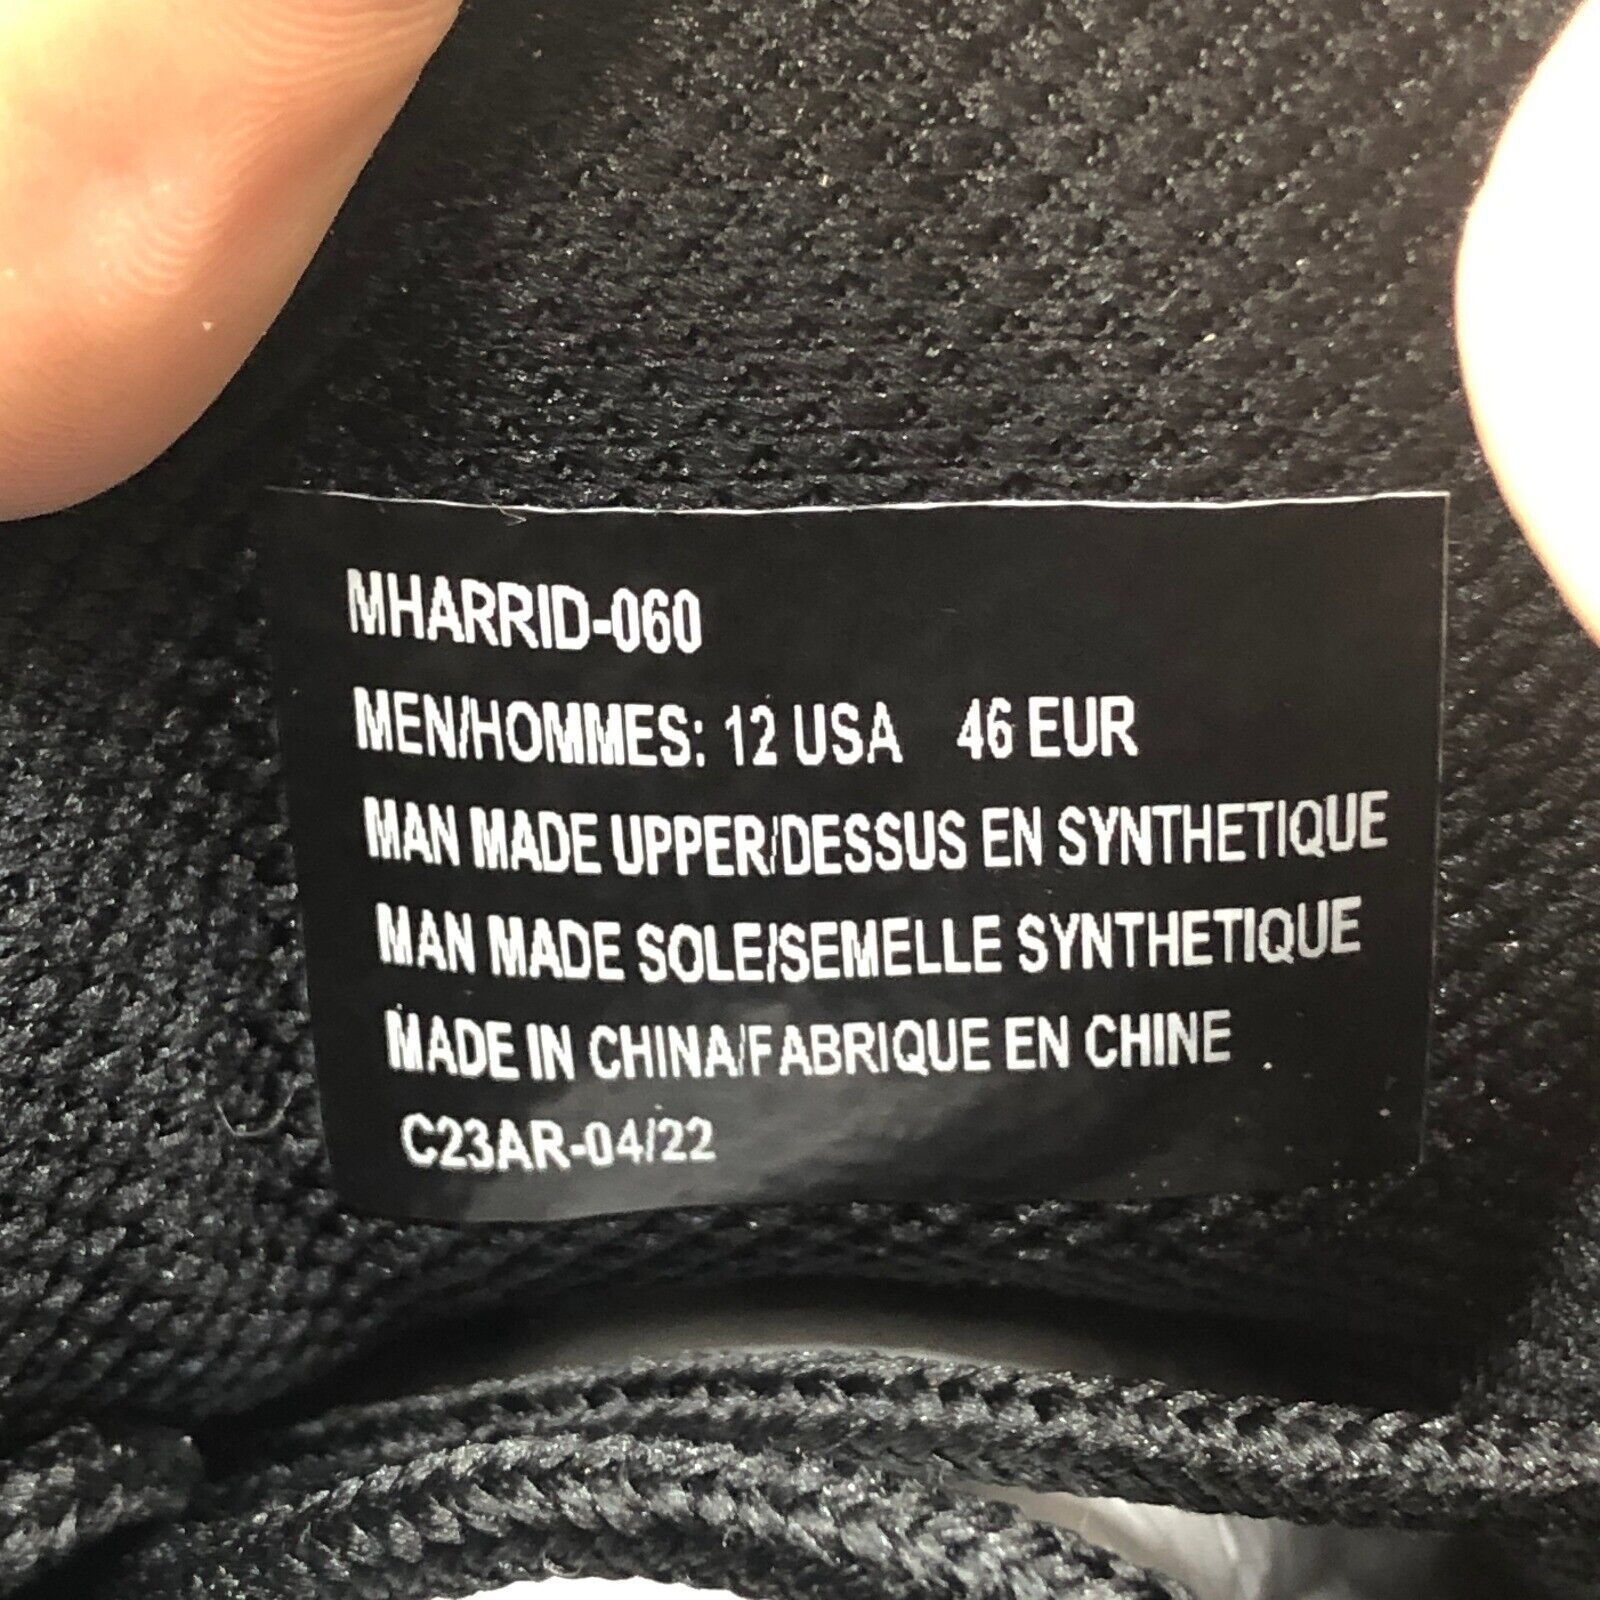 MHARRID-060
MEN/HOMMES: 12 USA 46 EUR
MAN MADE UPPER/DESSUS EN SYNTHETIQUE
MAN MADE SOLE/SEMELLE SYNTHETIQUE
MADE IN CHINA/FABRIQUE EN CHINE
C23AR-04/22